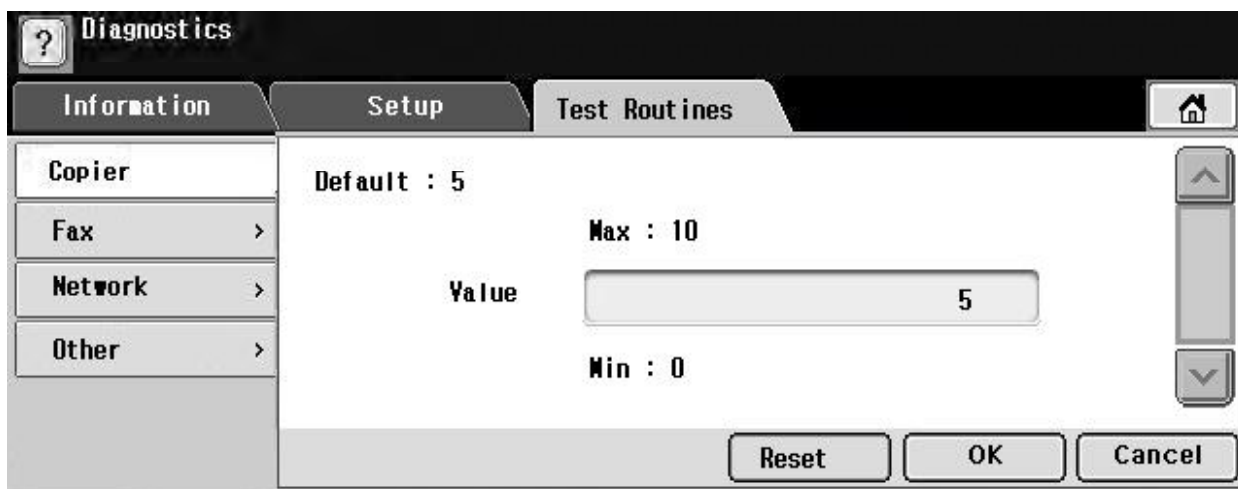 ? Diagnostics
Information Setup Test Routines
Copier
Fax >
Network >
Other >
Default : 5
Max : 10
Value 5
Min : 0
Reset OK Cancel